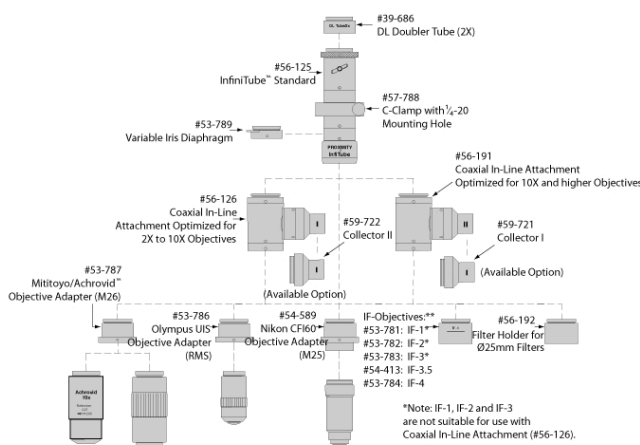 #39-686
DL Doubler Tube (2X)
#56-125
InfiniTube™ Standard
#57-788
C-Clamp with ¼-20
Mounting Hole
#53-789
Variable Iris Diaphragm
PROXIMITY
InfiTube
#56-191
Coaxial In-Line Attachment
Optimized for 10X and higher Objectives
#56-126
Coaxial In-Line
Attachment Optimized for
2X to 10X Objectives
I
II
#59-722
Collector II
#59-721
Collector I
I
I
(Available Option)
(Available Option)
#53-787
Mititoyo/Achrovid™
Objective Adapter (M26)
#53-786
Olympus UIS
Objective Adapter
(RMS)
#54-589
Nikon CFI60
Objective Adapter
(M25)
IF-Objectives:**
#53-781: IF-1*
#53-782: IF-2*
#53-783: IF-3*
#54-413: IF-3.5
#53-784: IF-4
#56-192
Filter Holder for
Ø25mm Filters
Achrovid
10x
*Note: IF-1, IF-2 and IF-3
are not suitable for use with
Coaxial In-Line Attachment (#56-126).